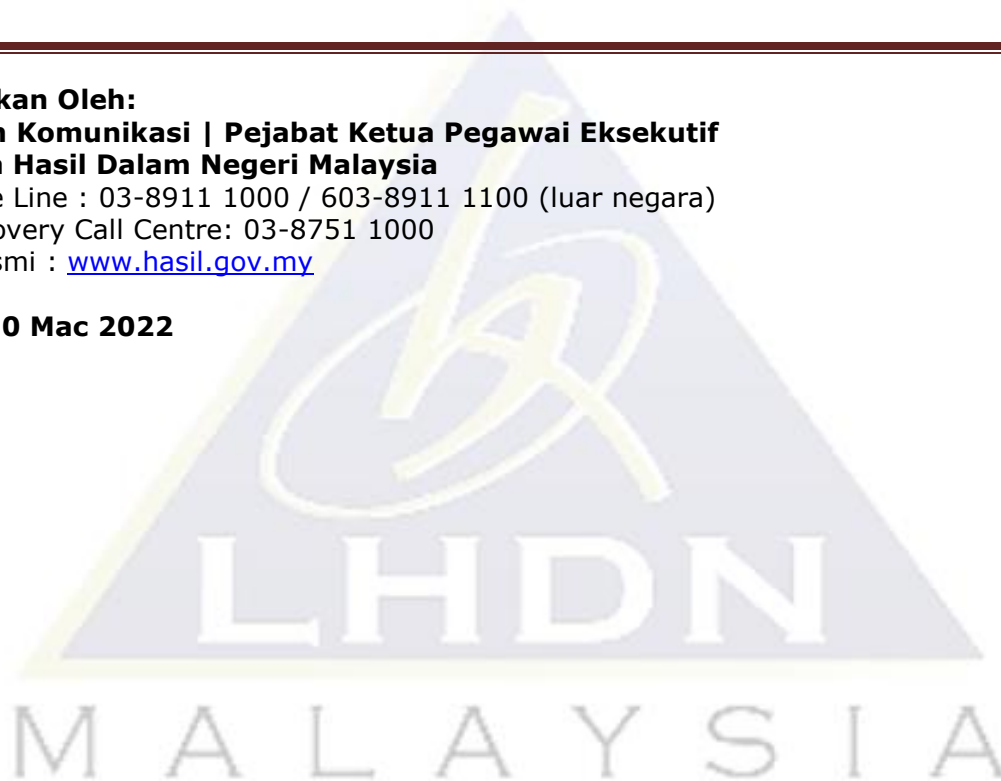 kan Oleh:
n Komunikasi | Pejabat Ketua Pegawai Eksekutif
n Hasil Dalam Negeri Malaysia
e Line : 03-8911 1000 / 603-8911 1100 (luar negara)
overy Call Centre: 03-8751 1000
smi : www.hasil.gov.my
0 Mac 2022
LHDN
MALAYSIA